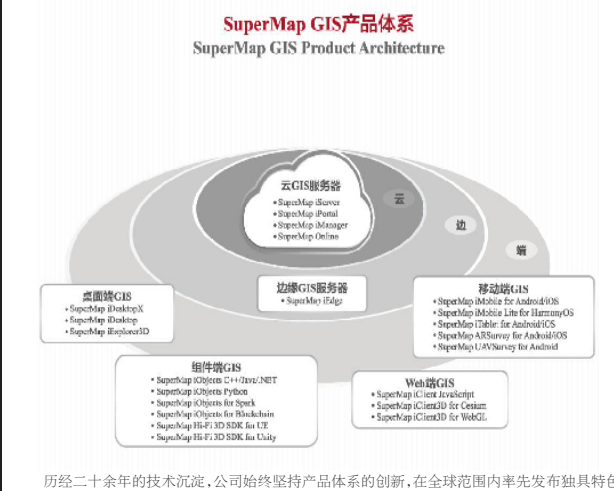 SuperMap GIS产品体系
SuperMap GIS Product Architecture
云GIS服务器
• SuperMap iServer
• SuperMap iPortal
• SuperMap iManager
• SuperMap Online
云
边
端
边缘GIS服务器
• SuperMap iEdge
桌面端GIS
• SuperMap iDesktopX
• SuperMap iDesktop
• SuperMap iExplorer3D
移动端GIS
• SuperMap iMobile for Android/iOS
• SuperMap iMobile Lite for HarmonyOS
• SuperMap iTablet for Android/iOS
• SuperMap ARSurvey for Android/iOS
• SuperMap UAVSurvey for Android
组件端GIS
• SuperMap iObjects C++/Java/.NET
• SuperMap iObjects Python
• SuperMap iObjects for Spark
• SuperMap iObjects for Blockchain
• SuperMap Hi-Fi 3D SDK for UE
• SuperMap Hi-Fi 3D SDK for Unity
Web端GIS
• SuperMap iClient JavaScript
• SuperMap iClient3D for Cesium
• SuperMap iClient3D for WebGL
历经二十余年的技术沉淀,公司始终坚持产品体系的创新,在全球范围内率先发布独具特色